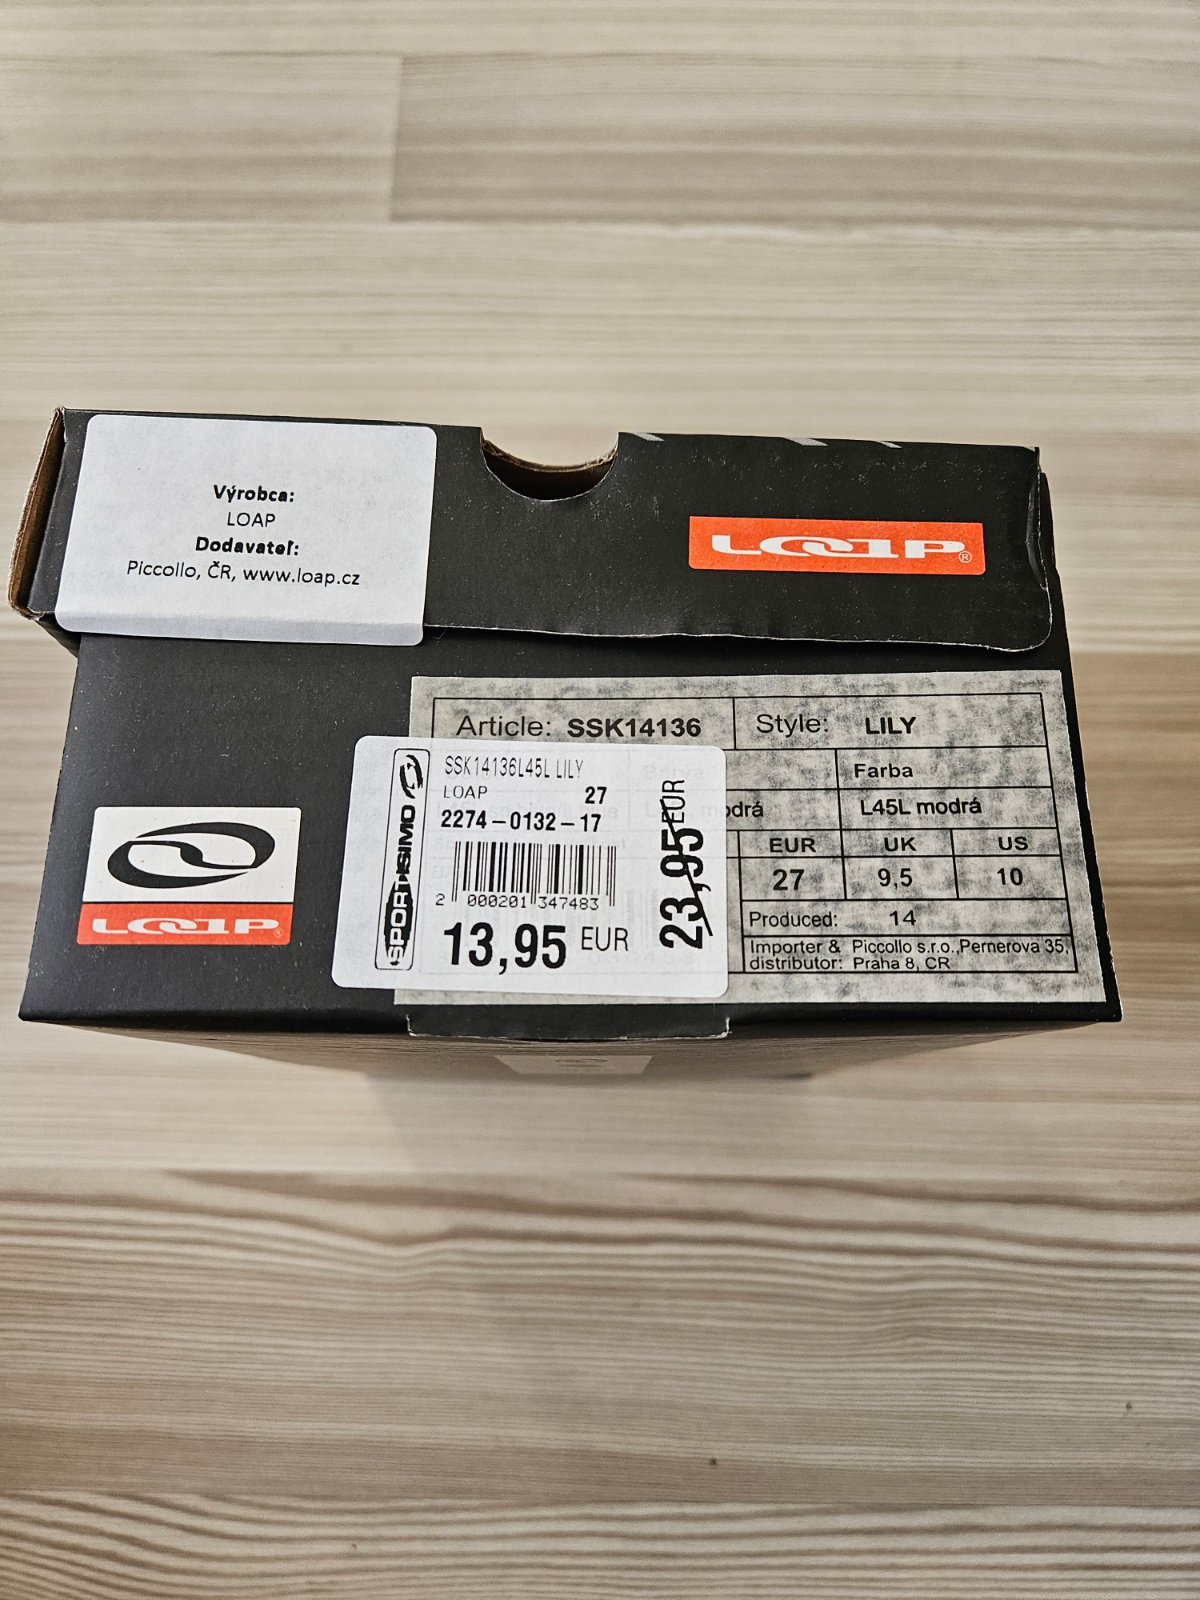 Výrobca:
LOAP
Dodavateľ:
Piccollo, ČR, www.loap.cz
LOAP®
Article: SSK14136 Style: LILY
Farba
modrá L45L modrá
EUR UK US
27 9,5 10
Produced: 14
Importer & Piccollo s.r.o.,Pernerova 35,
distributor: Praha 8, CR
SPORTISIMO
SSK14136L45L LILY
LOAP 27
2274-0132-17
2 000201 347483
13,95 EUR
23,95 EUR
LOAP®